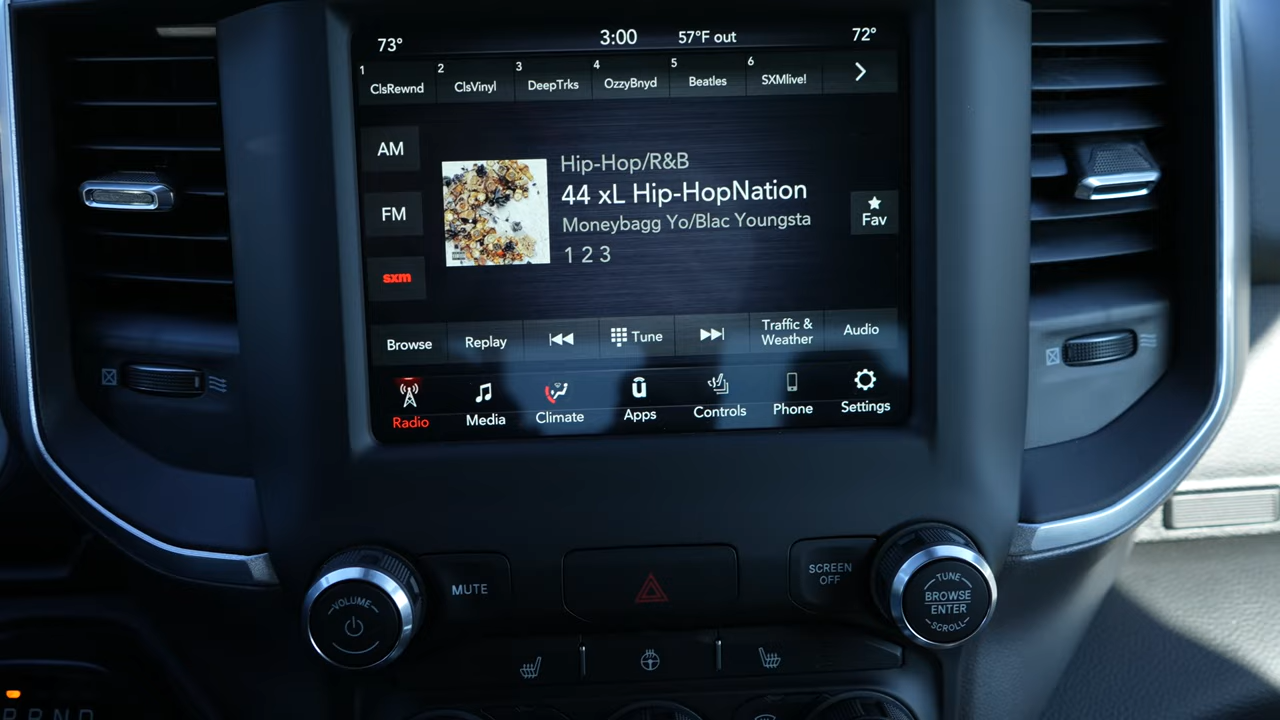 73° 3:00 57°F out 72°
1 ClsRewnd 2 ClsVinyl 3 DeepTrks 4 OzzyBnyd 5 Beatles 6 SXMlive!
AM
FM
sxm
Hip-Hop/R&B
44 xL Hip-HopNation
Moneybagg Yo/Blac Youngsta
1 2 3
Fav
Browse Replay Tune Traffic & Weather Audio
Radio Media Climate Apps Controls Phone Settings
VOLUME
MUTE
SCREEN
OFF
TUNE
BROWSE
ENTER
SCROLL
P R N D